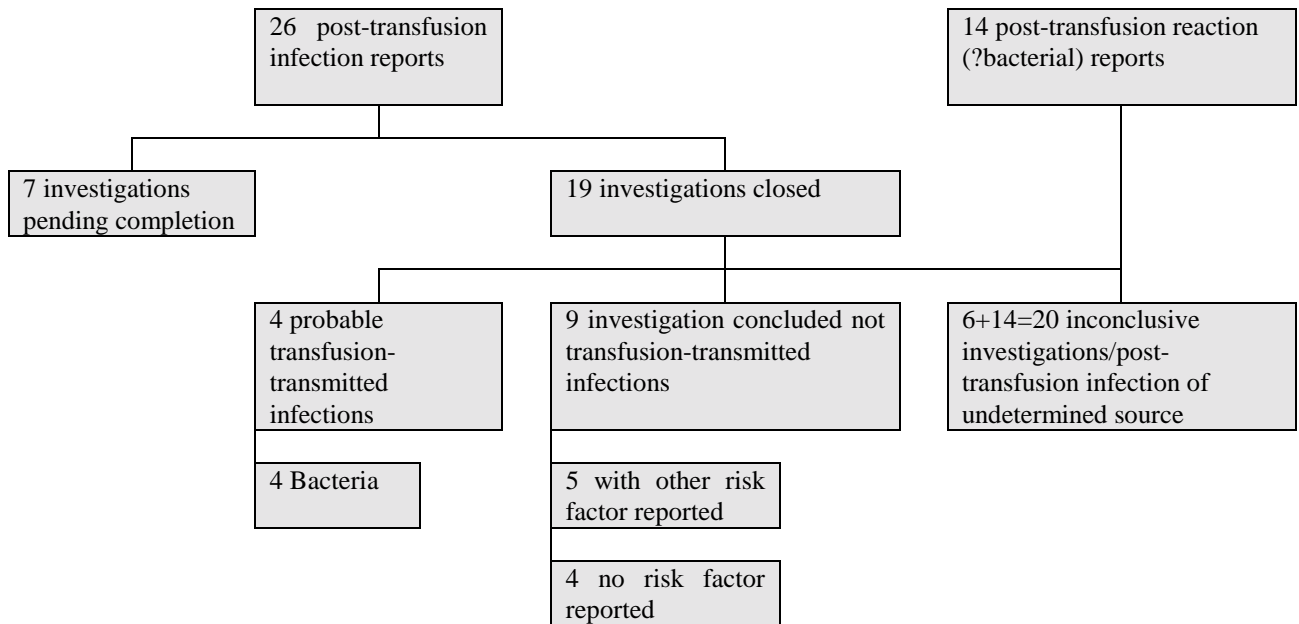 26 post-transfusion
infection reports
14 post-transfusion reaction
(?bacterial) reports
7 investigations
pending completion
19 investigations closed
4 probable
transfusion-
transmitted
infections
9 investigation concluded not
transfusion-transmitted
infections
6+14=20 inconclusive
investigations/post-
transfusion infection of
undetermined source
4 Bacteria
5 with other risk
factor reported
4 no risk factor
reported